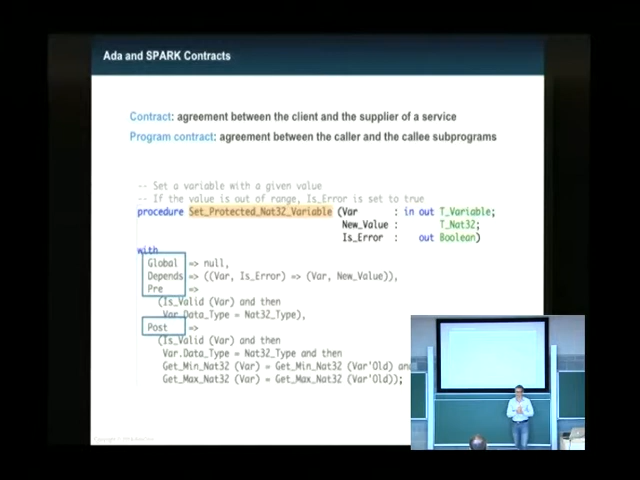 Ada and SPARK Contracts
Contract: agreement between the client and the supplier of a service
Program contract: agreement between the caller and the callee subprograms
-- Set a variable with a given value
-- If the value is out of range, Is_Error is set to true
procedure Set_Protected_Nat32_Variable (Var : in out T_Variable;
New_Value : T_Nat32;
Is_Error : out Boolean)
with
Global => null,
Depends => ((Var, Is_Error) => (Var, New_Value)),
Pre =>
(Is_Valid (Var) and then
Var.Data_Type = Nat32_Type),
Post =>
(Is_Valid (Var) and then
Var.Data_Type = Nat32_Type and then
Get_Min_Nat32 (Var) = Get_Min_Nat32 (Var'Old) and
Get_Max_Nat32 (Var) = Get_Max_Nat32 (Var'Old));